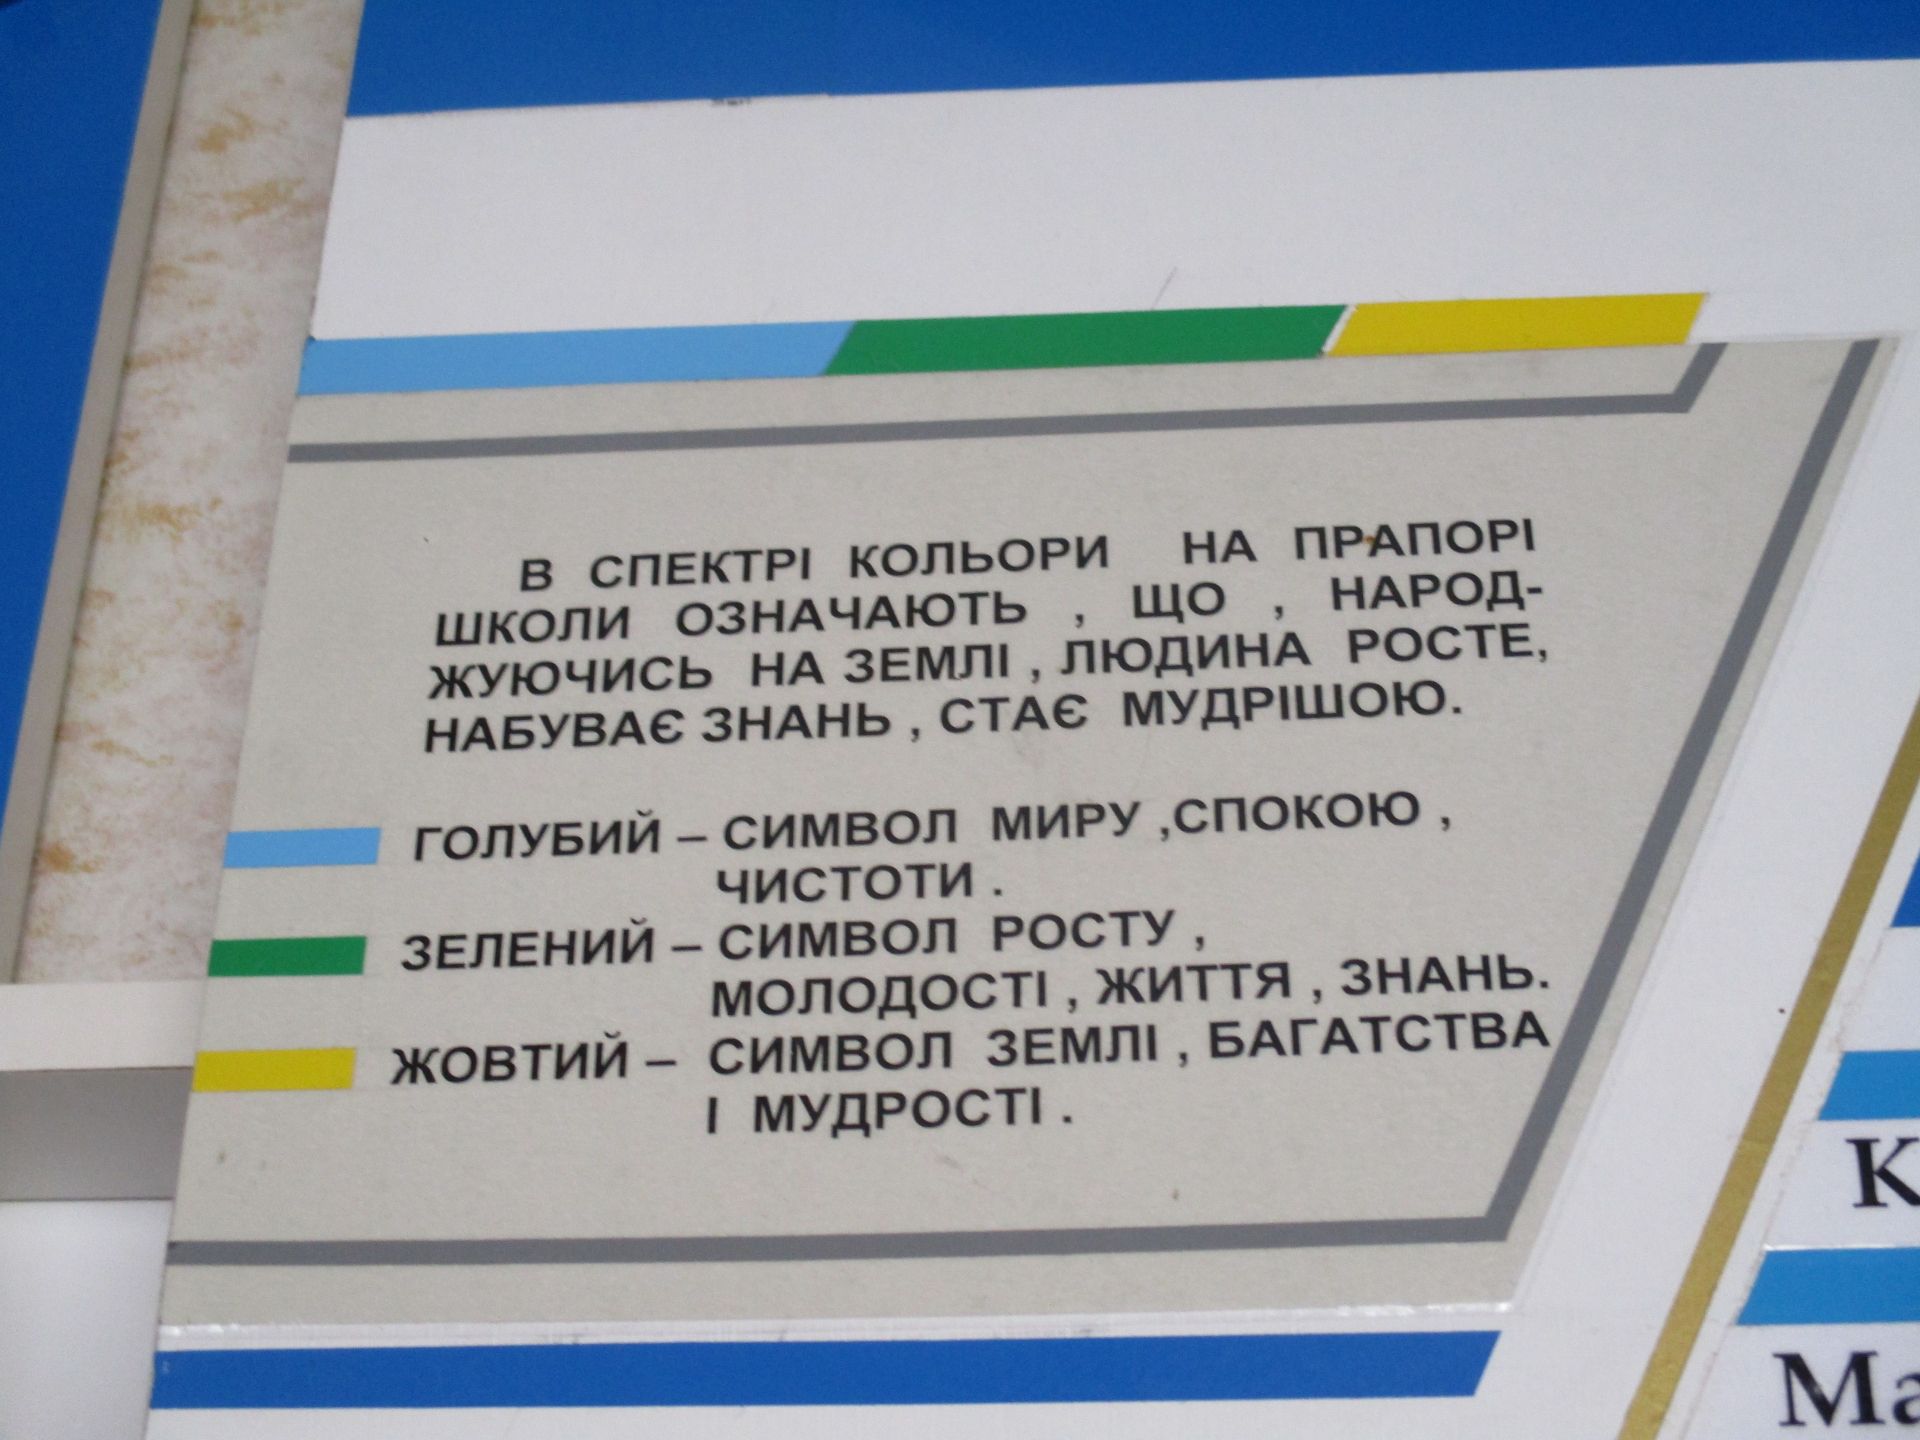 В СПЕКТРІ КОЛЬОРИ НА ПРАПОРІ
ШКОЛИ ОЗНАЧАЮТЬ , ЩО , НАРОД-
ЖУЮЧИСЬ НА ЗЕМЛІ , ЛЮДИНА РОСТЕ,
НАБУВАЄ ЗНАНЬ , СТАЄ МУДРІШОЮ.
ГОЛУБИЙ – СИМВОЛ МИРУ ,СПОКОЮ ,
ЧИСТОТИ .
ЗЕЛЕНИЙ – СИМВОЛ РОСТУ ,
МОЛОДОСТІ , ЖИТТЯ , ЗНАНЬ.
ЖОВТИЙ – СИМВОЛ ЗЕМЛІ , БАГАТСТВА
І МУДРОСТІ .